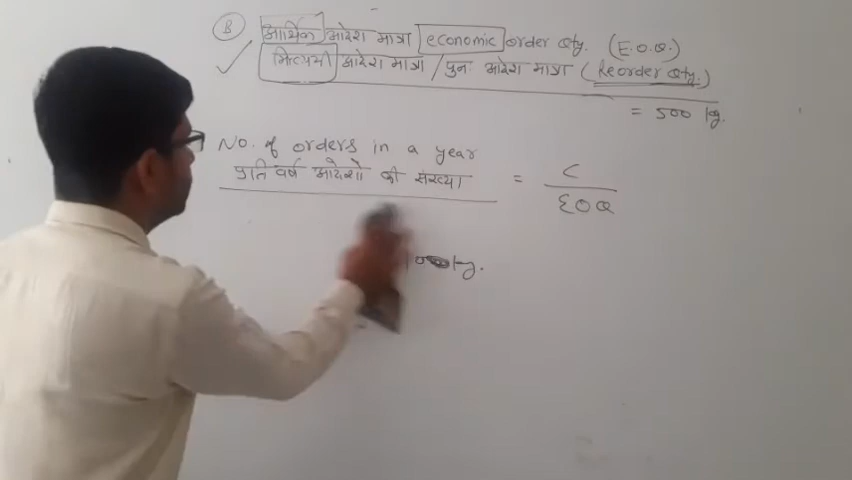 B आर्थिक आदेश मात्रा economic order Qty. (E.O.Q.)
मितव्ययी आदेश मात्रा / पुनः आदेश मात्रा (Reorder Qty.)
= 500 kg.
No. of orders in a year
प्रति वर्ष आदेशो की संख्या = C / EOQ
kg.